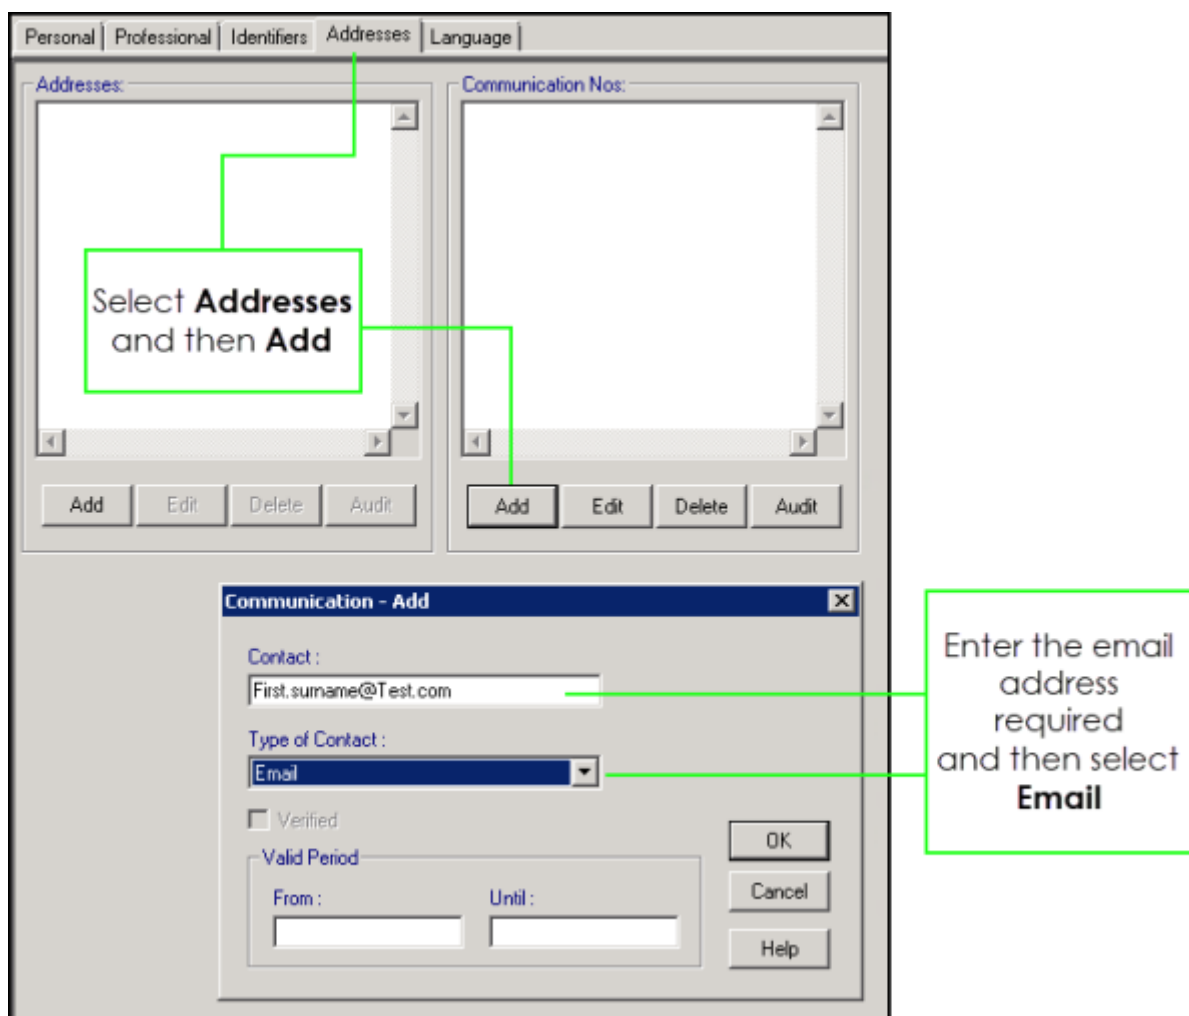 Personal Professional Identifiers Addresses Language
Addresses: Communication Nos:
Select Addresses
and then Add
Add Edit Delete Audit Add Edit Delete Audit
Communication - Add
Contact :
First.surname@Test.com
Type of Contact :
Email
Verified
Valid Period
From : Until :
OK
Cancel
Help
Enter the email
address
required
and then select
Email